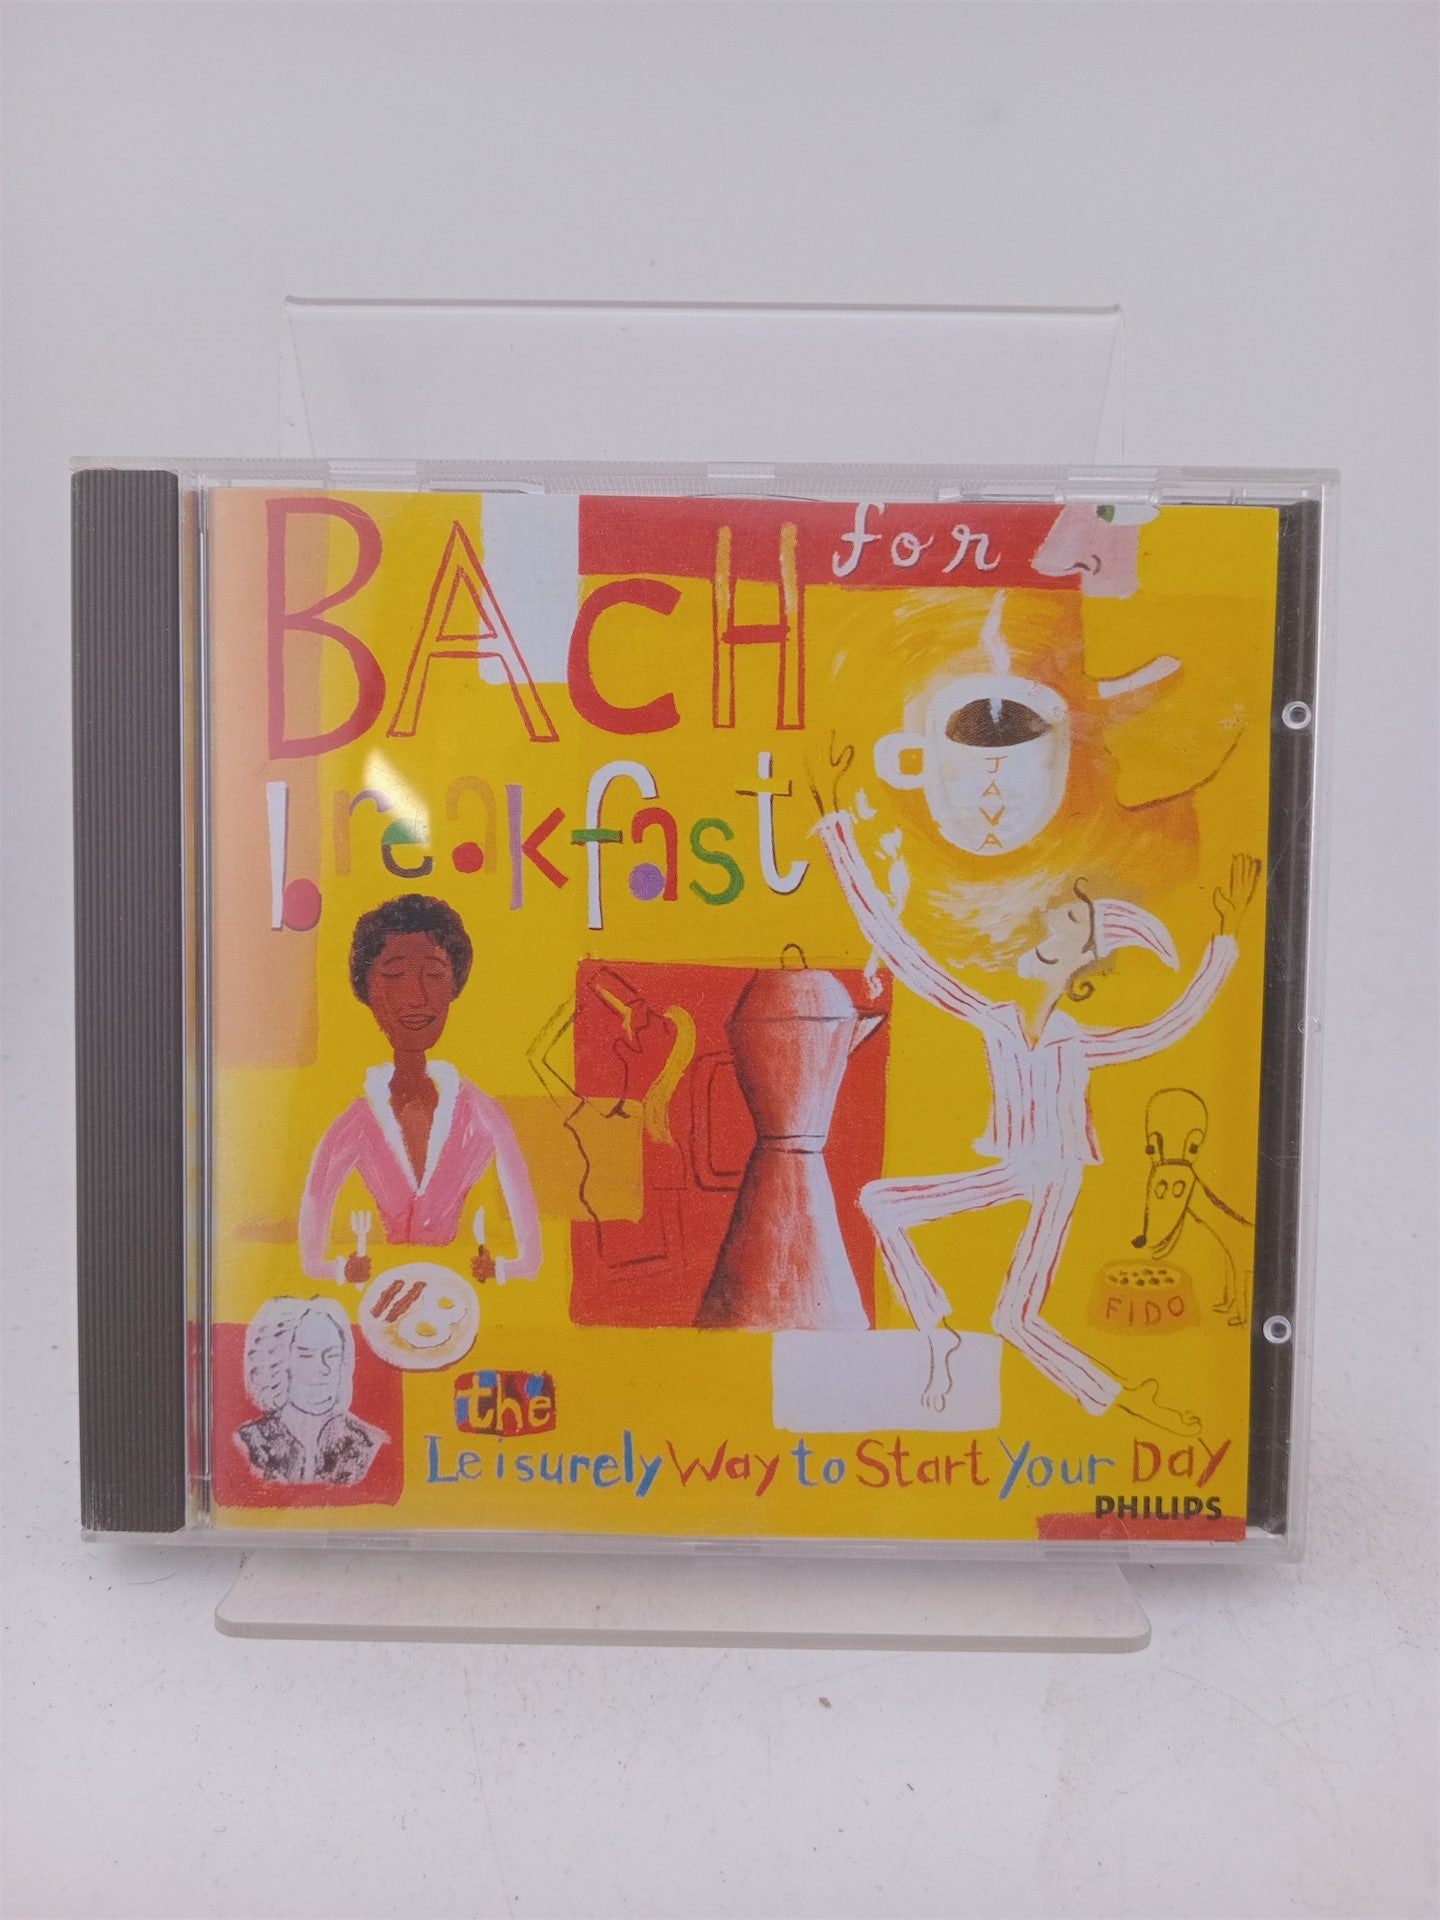 BACH for
breakfast
JAVA
FIDO
the
Leisurely Way to Start Your Day
PHILIPS